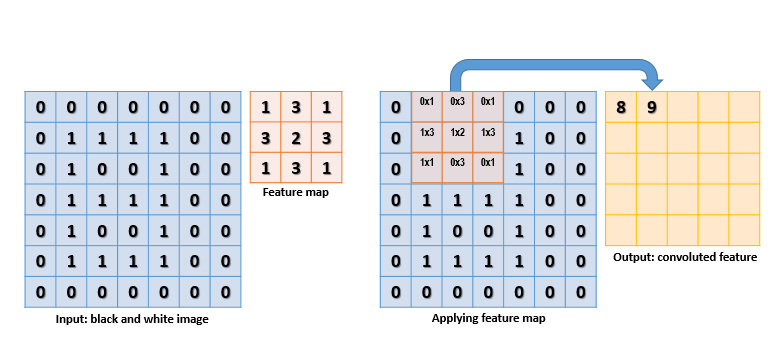 0 0 0 0 0 0 0 1 3 1 0 0x1 0x3 0x1 0 0 0 8 9
0 1 1 1 1 0 0 3 2 3 0 1x3 1x2 1x3 1 0 0
0 1 0 0 1 0 0 1 3 1 0 1x1 0x3 0x1 1 0 0
Feature map
0 1 1 1 1 0 0 0 1 1 1 1 0 0
0 1 0 0 1 0 0 0 1 0 0 1 0 0
0 1 1 1 1 0 0 0 1 1 1 1 0 0
Output: convoluted feature
0 0 0 0 0 0 0 0 0 0 0 0 0 0
Input: black and white image
Applying feature map